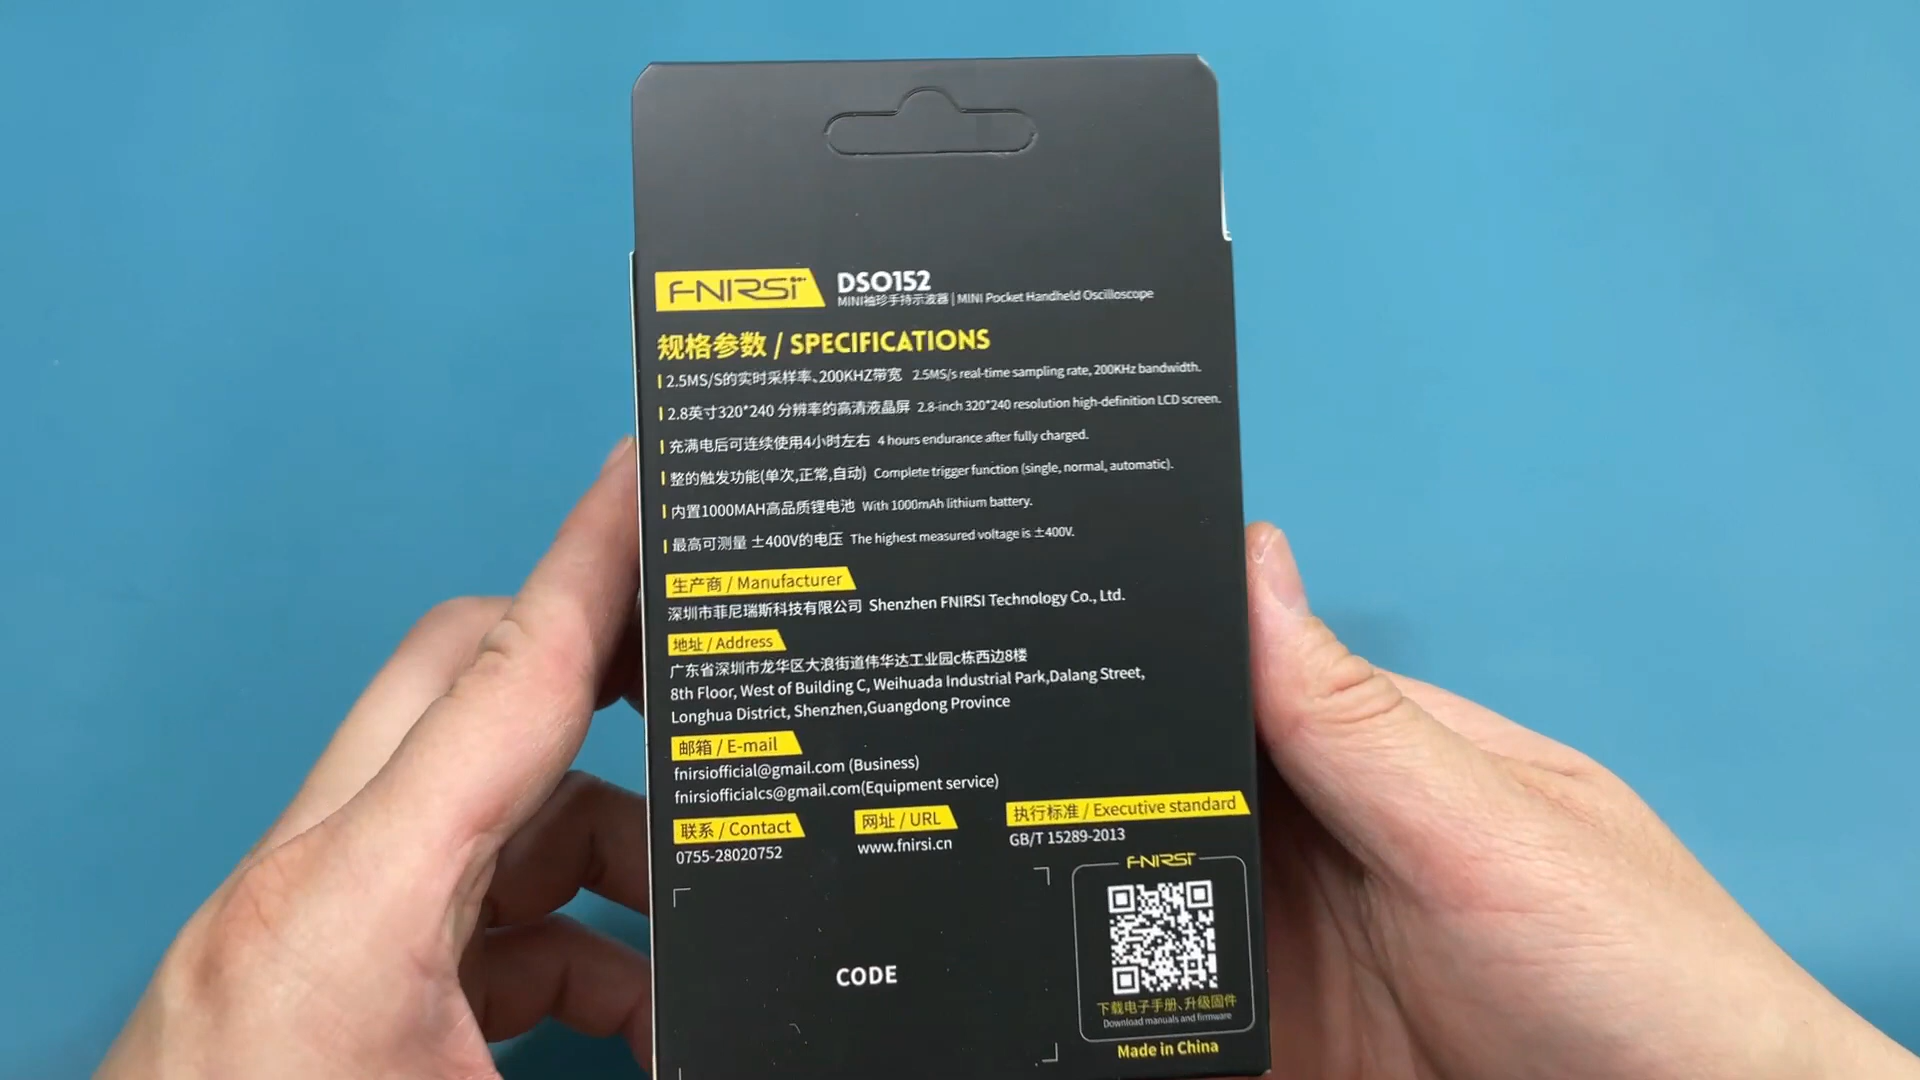 FNIRSI DSO152
MINI袖珍手持示波器 | MINI Pocket Handheld Oscilloscope
规格参数 / SPECIFICATIONS
2.5MS/S的实时采样率、200KHZ带宽 2.5MS/s real-time sampling rate, 200KHz bandwidth.
2.8英寸320*240 分辨率的高清液晶屏 2.8-inch 320*240 resolution high-definition LCD screen.
充满电后可连续使用4小时左右 4 hours endurance after fully charged.
整的触发功能(单次,正常,自动) Complete trigger function (single, normal, automatic).
内置1000MAH高品质锂电池 With 1000mAh lithium battery.
最高可测量 ±400V的电压 The highest measured voltage is ±400V.
生产商 / Manufacturer
深圳市菲尼瑞斯科技有限公司 Shenzhen FNIRSI Technology Co., Ltd.
地址 / Address
广东省深圳市龙华区大浪街道伟华达工业园c栋西边8楼
8th Floor, West of Building C, Weihuada Industrial Park,Dalang Street,
Longhua District, Shenzhen,Guangdong Province
邮箱 / E-mail
fnirsiofficial@gmail.com (Business)
fnirsiofficialcs@gmail.com(Equipment service)
联系 / Contact
0755-28020752
网址 / URL
www.fnirsi.cn
执行标准 / Executive standard
GB/T 15289-2013
CODE
FNIRSI
下载电子手册、升级固件
Download manuals and firmware
Made in China